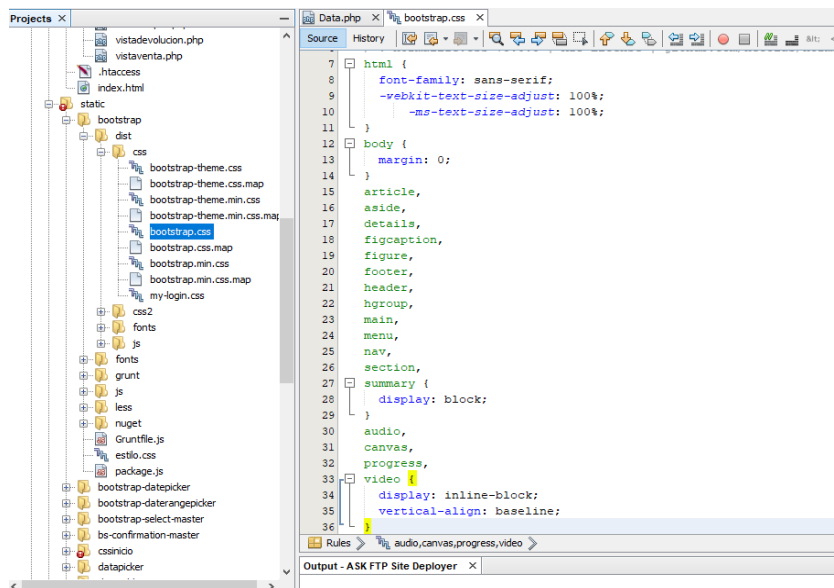 Projects ×
vistadevolucion.php
vistaventa.php
.htaccess
index.html
static
bootstrap
dist
css
bootstrap-theme.css
bootstrap-theme.css.map
bootstrap-theme.min.css
bootstrap-theme.min.css.map
bootstrap.css
bootstrap.css.map
bootstrap.min.css
bootstrap.min.css.map
my-login.css
css2
fonts
js
fonts
grunt
js
less
nuget
Gruntfile.js
estilo.css
package.js
bootstrap-datepicker
bootstrap-daterangepicker
bootstrap-select-master
bs-confirmation-master
cssinicio
datapicker
Data.php × bootstrap.css ×
Source History
7 html {
8 font-family: sans-serif;
9 -webkit-text-size-adjust: 100%;
10 -ms-text-size-adjust: 100%;
11 }
12 body {
13 margin: 0;
14 }
15 article,
16 aside,
17 details,
18 figcaption,
19 figure,
20 footer,
21 header,
22 hgroup,
23 main,
24 menu,
25 nav,
26 section,
27 summary {
28 display: block;
29 }
30 audio,
31 canvas,
32 progress,
33 video {
34 display: inline-block;
35 vertical-align: baseline;
36 }
Rules audio,canvas,progress,video
Output - ASK FTP Site Deployer ×